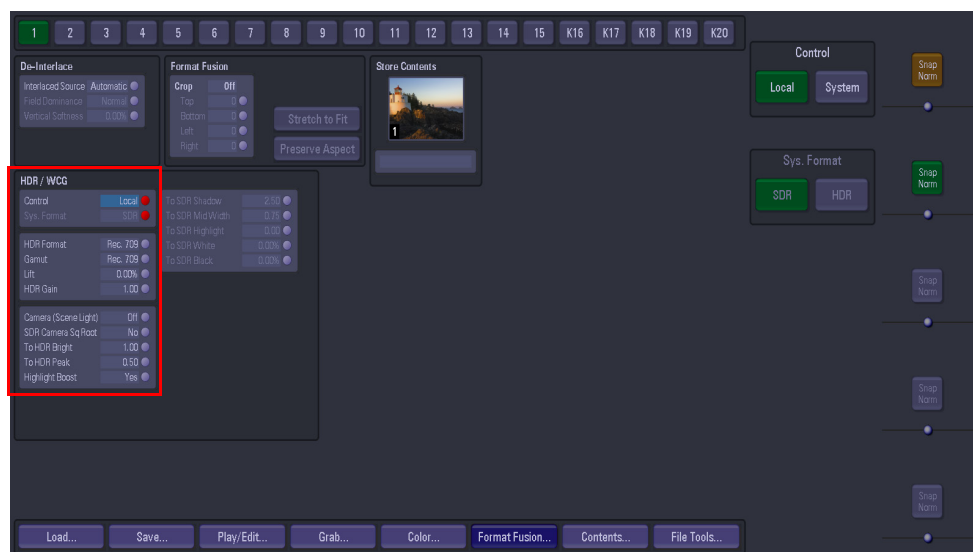 1 2 3 4 5 6 7 8 9 10 11 12 13 14 15 K16 K17 K18 K19 K20
De-Interlace
Interlaced Source Automatic
Field Dominance Normal
Vertical Softness 0.00%
Format Fusion
Crop Off
Top 0
Bottom 0
Left 0
Right 0
Stretch to Fit
Preserve Aspect
Store Contents
1
HDR / WCG
Control Local
Sys. Format SDR
HDR Format Rec. 709
Gamut Rec. 709
Lift 0.00%
HDR Gain 1.00
Camera (Scene Light) Off
SDR Camera Sq Root No
To HDR Bright 1.00
To HDR Peak 0.50
Highlight Boost Yes
To SDR Shadow 2.50
To SDR Mid Width 0.75
To SDR Highlight 0.00
To SDR White 0.00%
To SDR Black 0.00%
Control
Local System
Sys. Format
SDR HDR
Snap Norm
Snap Norm
Snap Norm
Snap Norm
Snap Norm
Load... Save... Play/Edit... Grab... Color... Format Fusion... Contents... File Tools...